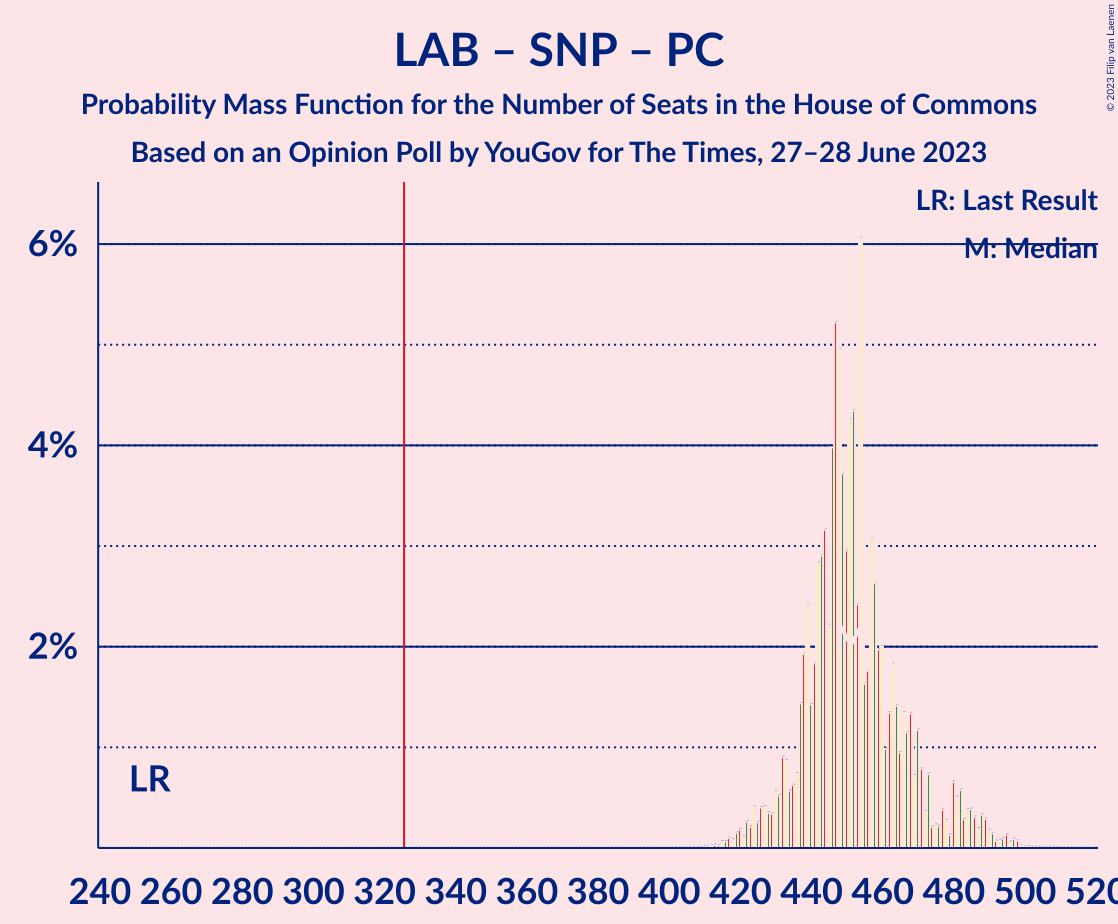 LAB – SNP – PC
Probability Mass Function for the Number of Seats in the House of Commons
Based on an Opinion Poll by YouGov for The Times, 27–28 June 2023
© 2023 Filip van Laenen
LR: Last Result
M: Median
6%
4%
2%
LR
240 260 280 300 320 340 360 380 400 420 440 460 480 500 520